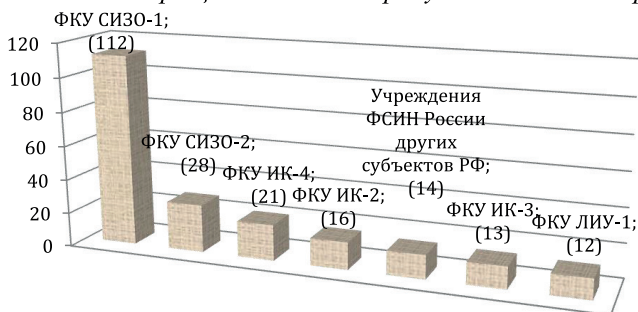 ФКУ СИЗО-1;
(112)
120
100
80
60
40
20
0
ФКУ СИЗО-2;
(28)
ФКУ ИК-4;
(21)
ФКУ ИК-2;
(16)
Учреждения
ФСИН России
других
субъектов РФ;
(14)
ФКУ ИК-3;
(13)
ФКУ ЛИУ-1;
(12)